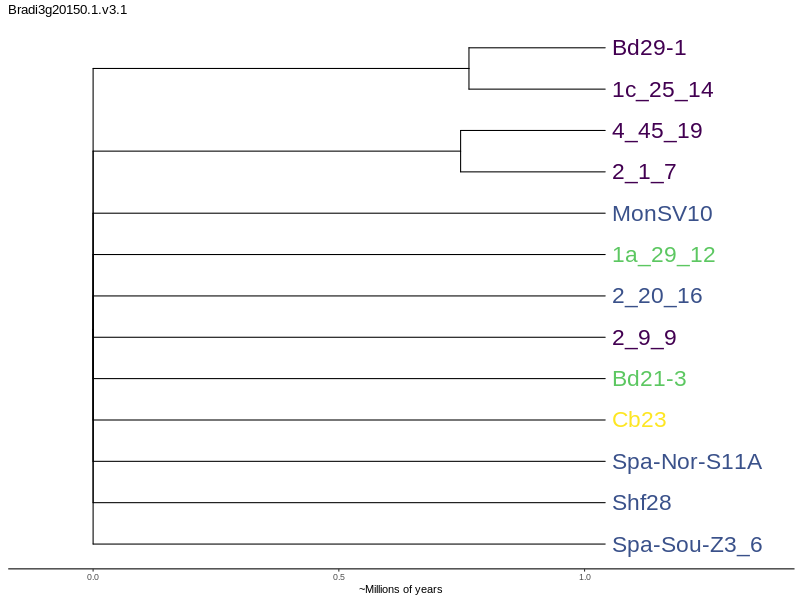 Bradi3g20150.1.v3.1
Bd29-1
1c_25_14
4_45_19
2_1_7
MonSV10
1a_29_12
2_20_16
2_9_9
Bd21-3
Cb23
Spa-Nor-S11A
Shf28
Spa-Sou-Z3_6
0.0 0.5 1.0
~Millions of years